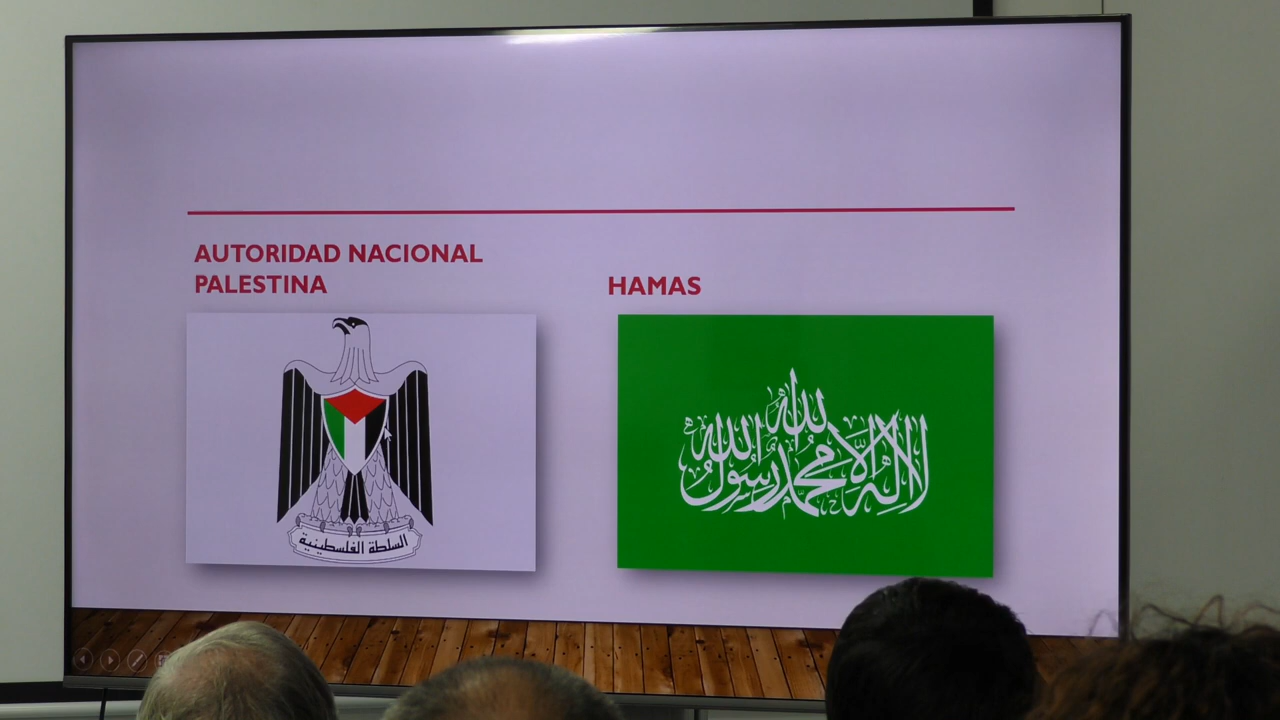 AUTORIDAD NACIONAL
PALESTINA
HAMAS
السلطة الفلسطينية
لا إله إلا الله محمد رسول الله